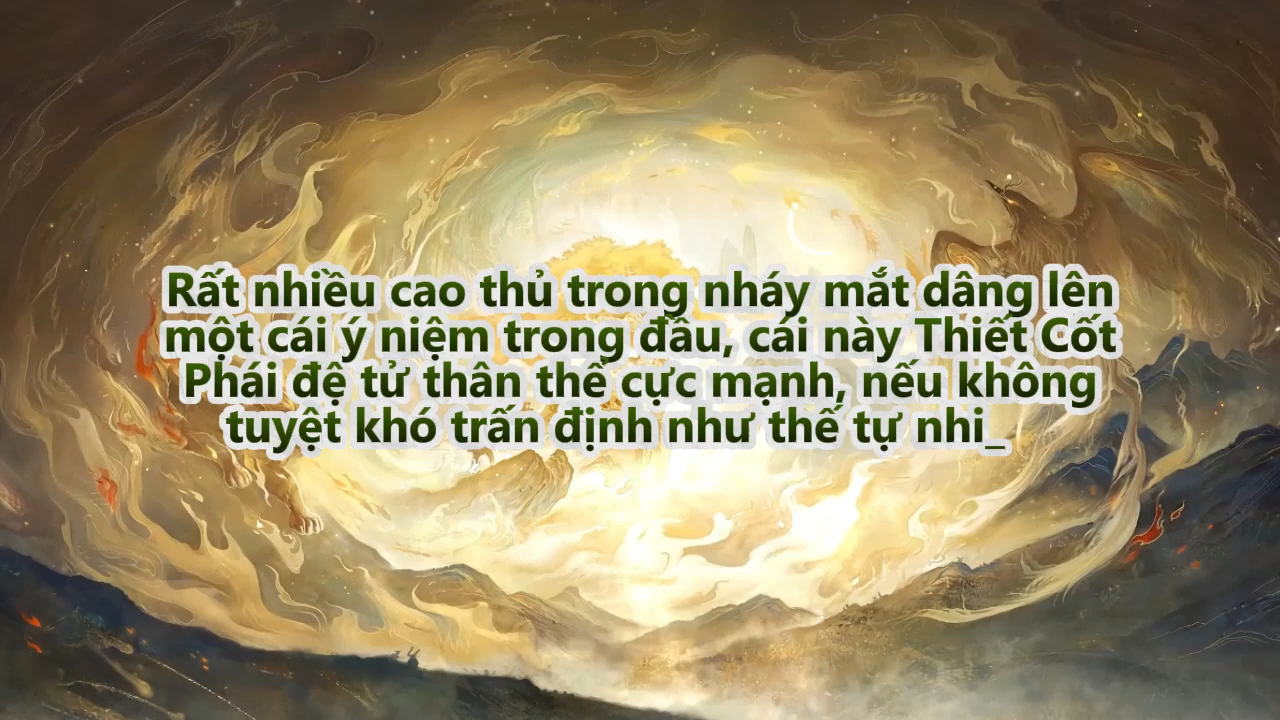 Rất nhiều cao thủ trong nháy mắt dâng lên
một cái ý niệm trong đầu, cái này Thiết Cốt
Phái đệ tử thân thể cực mạnh, nếu không
tuyệt khó trấn định như thế tự nhi_